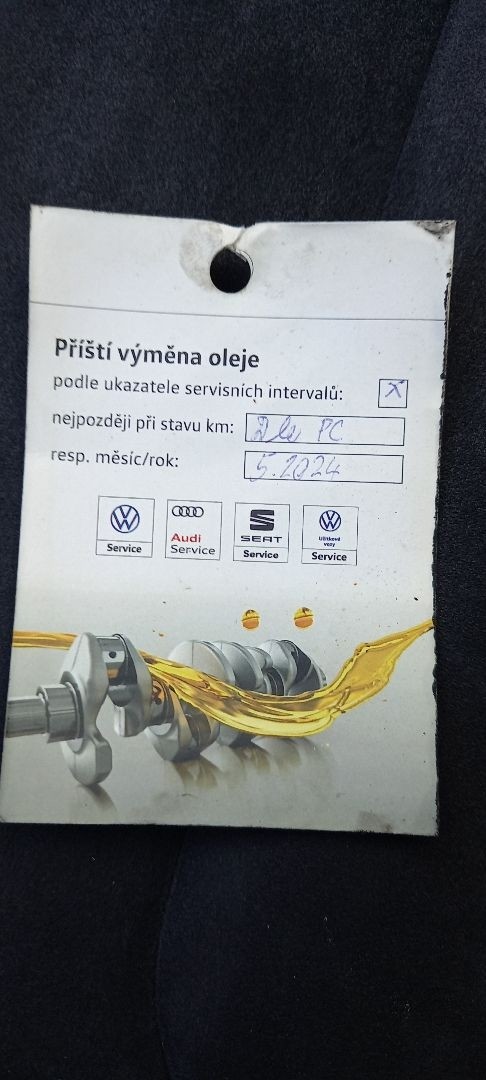 Příští výměna oleje
podle ukazatele servisních intervalů: X
nejpozději při stavu km: Dle PC
resp. měsíc/rok: 5.2024
Service
Audi
Service
SEAT
Service
Užitkové
vozy
Service